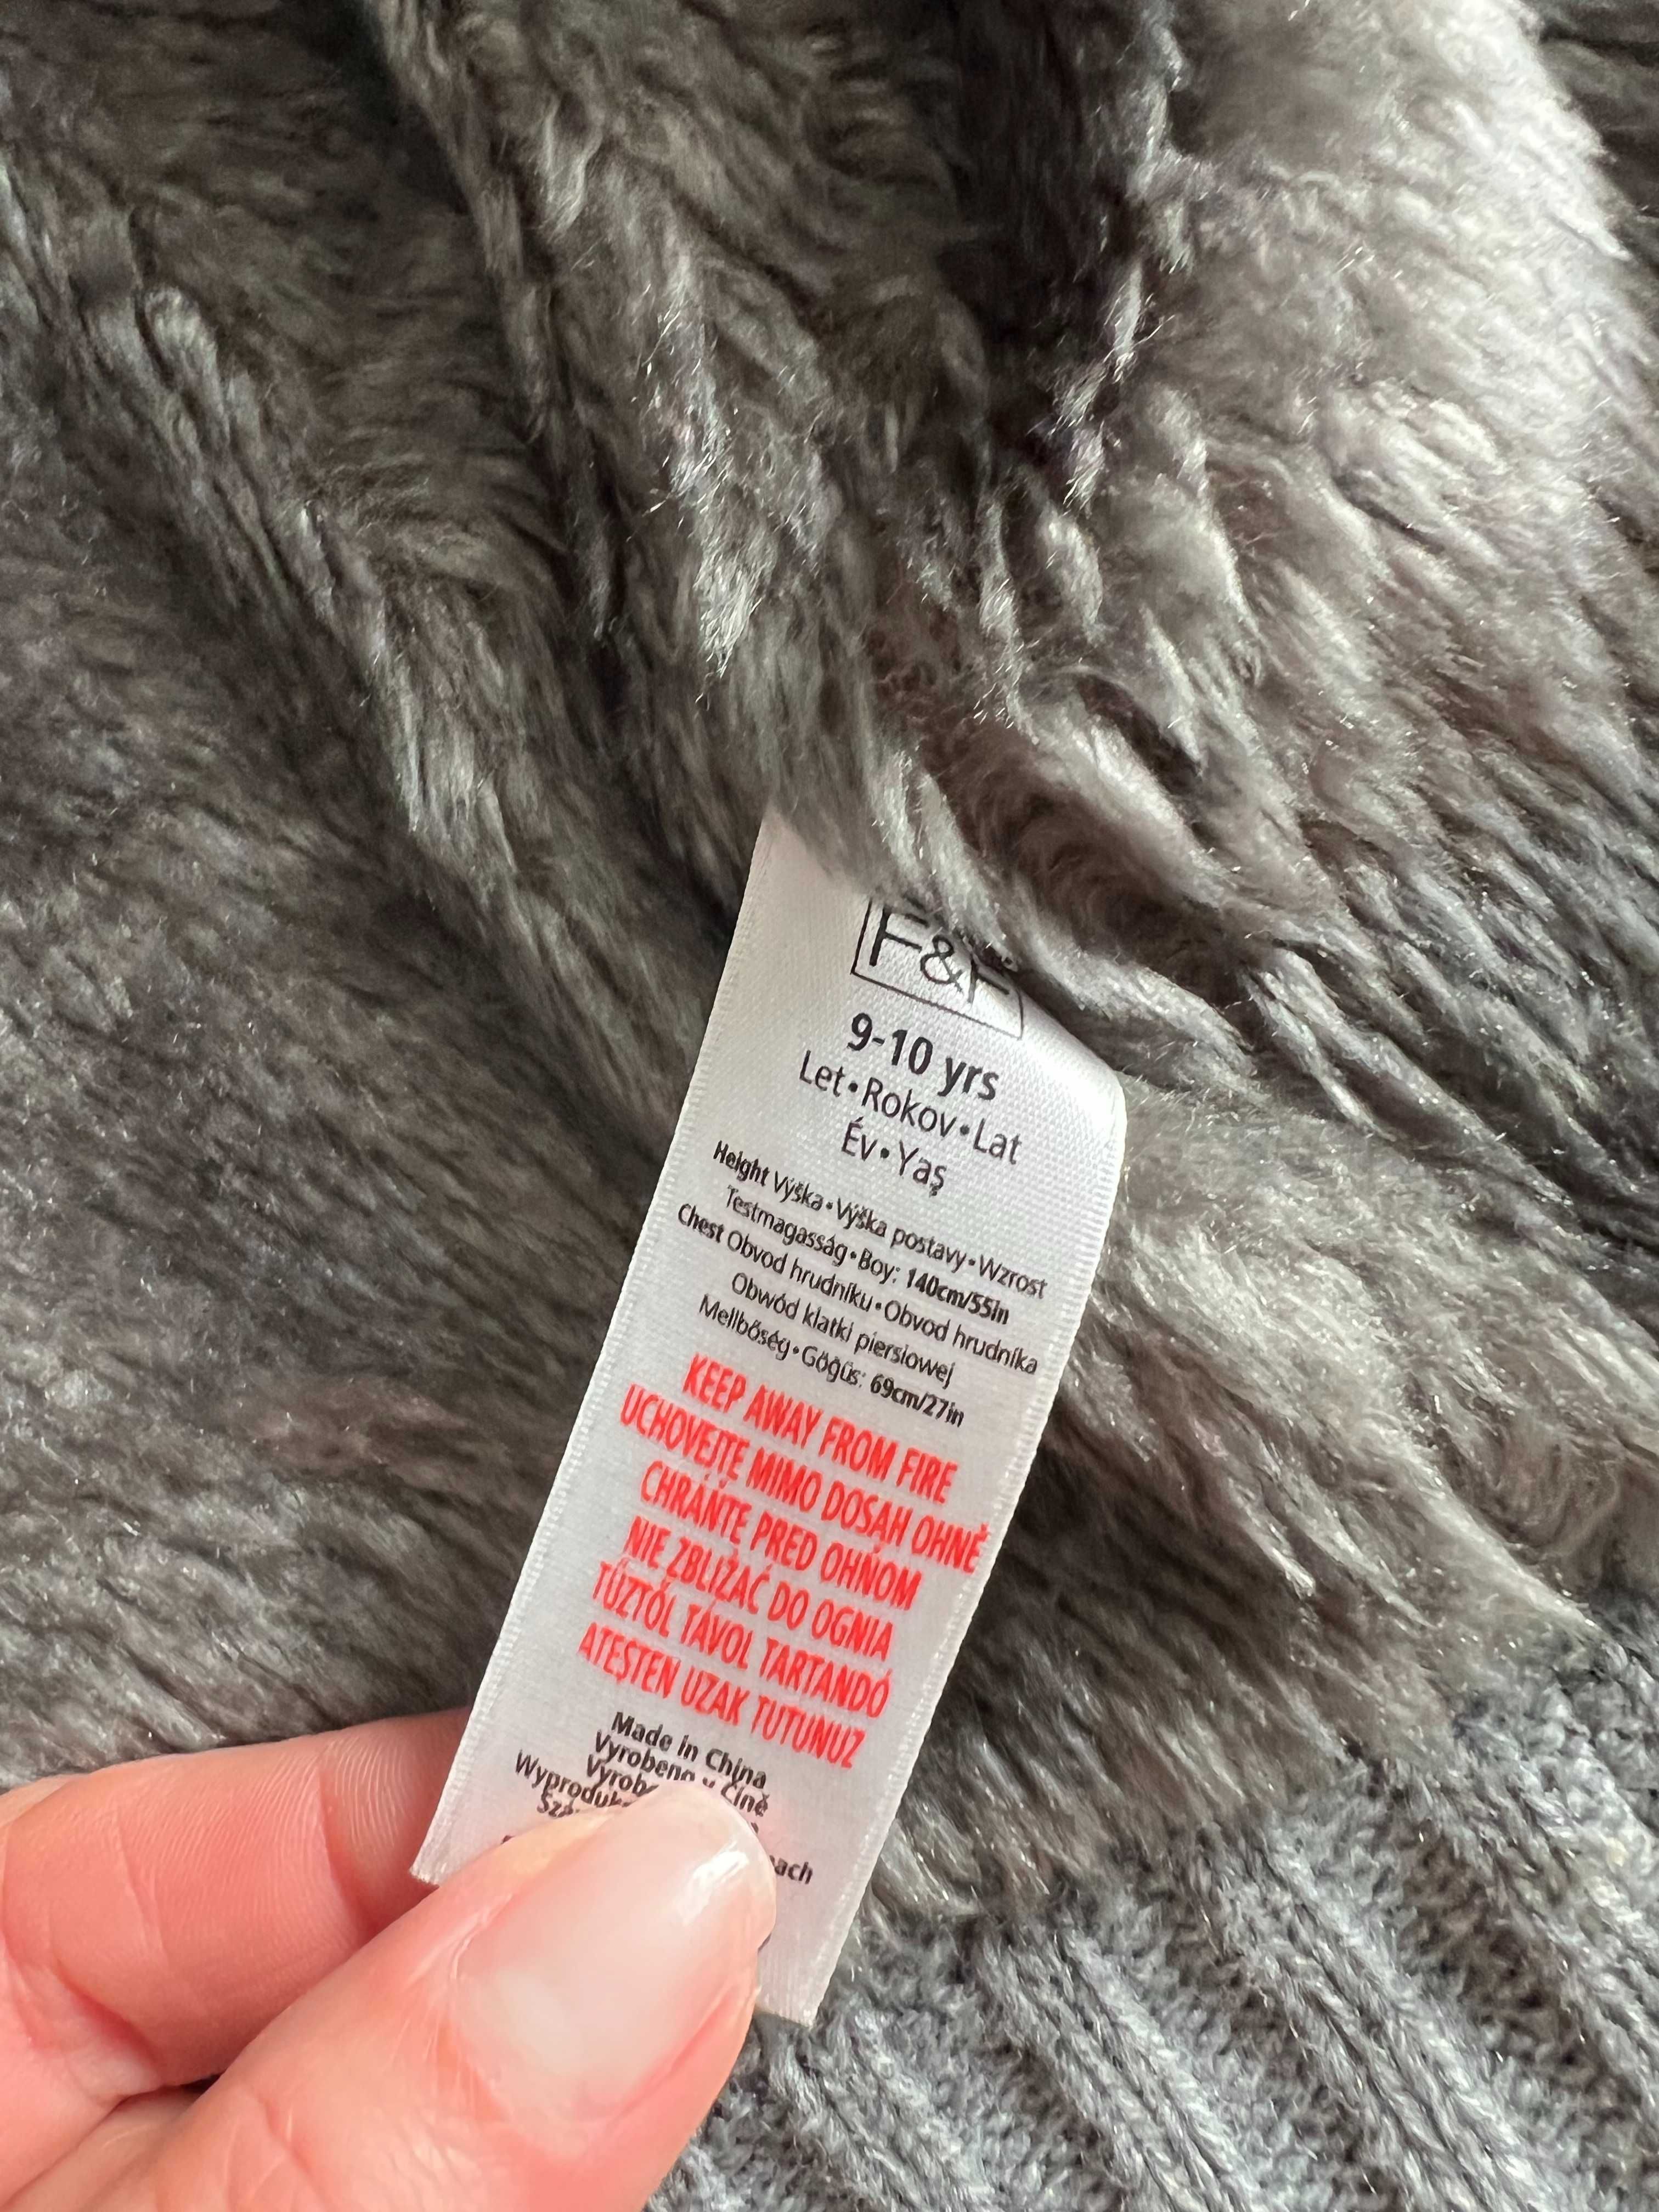 F&F
9-10 yrs
Let•Rokov•Lat
Év•Yaş
Height Výška•Výška postavy•Wzrost
Testmagasság•Boy: 140cm/55in
Chest Obvod hrudníku•Obvod hrudníka
Obwód klatki piersiowej
Mellbőség•Göğüs: 69cm/27in
KEEP AWAY FROM FIRE
UCHOVEJTE MIMO DOSAH OHNĚ
CHRÁŇTE PRED OHŇOM
NIE ZBLIŻAĆ DO OGNIA
TŰZTŐL TÁVOL TARTANDÓ
ATEŞTEN UZAK TUTUNUZ
Made in China
Vyrobeno v Číně